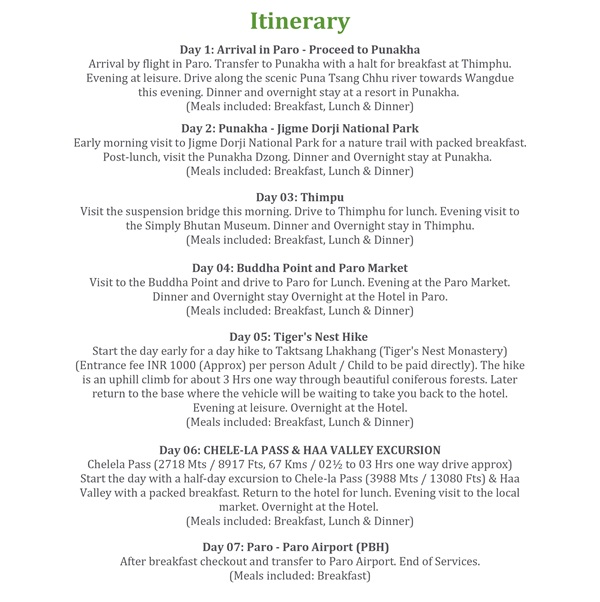 Itinerary
Day 1: Arrival in Paro - Proceed to Punakha
Arrival by flight in Paro. Transfer to Punakha with a halt for breakfast at Thimphu.
Evening at leisure. Drive along the scenic Puna Tsang Chhu river towards Wangdue
this evening. Dinner and overnight stay at a resort in Punakha.
(Meals included: Breakfast, Lunch & Dinner)
Day 2: Punakha - Jigme Dorji National Park
Early morning visit to Jigme Dorji National Park for a nature trail with packed breakfast.
Post-lunch, visit the Punakha Dzong. Dinner and Overnight stay at Punakha.
(Meals included: Breakfast, Lunch & Dinner)
Day 03: Thimpu
Visit the suspension bridge this morning. Drive to Thimphu for lunch. Evening visit to
the Simply Bhutan Museum. Dinner and Overnight stay in Thimphu.
(Meals included: Breakfast, Lunch & Dinner)
Day 04: Buddha Point and Paro Market
Visit to the Buddha Point and drive to Paro for Lunch. Evening at the Paro Market.
Dinner and Overnight stay Overnight at the Hotel in Paro.
(Meals included: Breakfast, Lunch & Dinner)
Day 05: Tiger's Nest Hike
Start the day early for a day hike to Taktsang Lhakhang (Tiger's Nest Monastery)
(Entrance fee INR 1000 (Approx) per person Adult / Child to be paid directly). The hike
is an uphill climb for about 3 Hrs one way through beautiful coniferous forests. Later
return to the base where the vehicle will be waiting to take you back to the hotel.
Evening at leisure. Overnight at the Hotel.
(Meals included: Breakfast, Lunch & Dinner)
Day 06: CHELE-LA PASS & HAA VALLEY EXCURSION
Chelela Pass (2718 Mts / 8917 Fts, 67 Kms / 02½ to 03 Hrs one way drive approx)
Start the day with a half-day excursion to Chele-la Pass (3988 Mts / 13080 Fts) & Haa
Valley with a packed breakfast. Return to the hotel for lunch. Evening visit to the local
market. Overnight at the Hotel.
(Meals included: Breakfast, Lunch & Dinner)
Day 07: Paro - Paro Airport (PBH)
After breakfast checkout and transfer to Paro Airport. End of Services.
(Meals included: Breakfast)